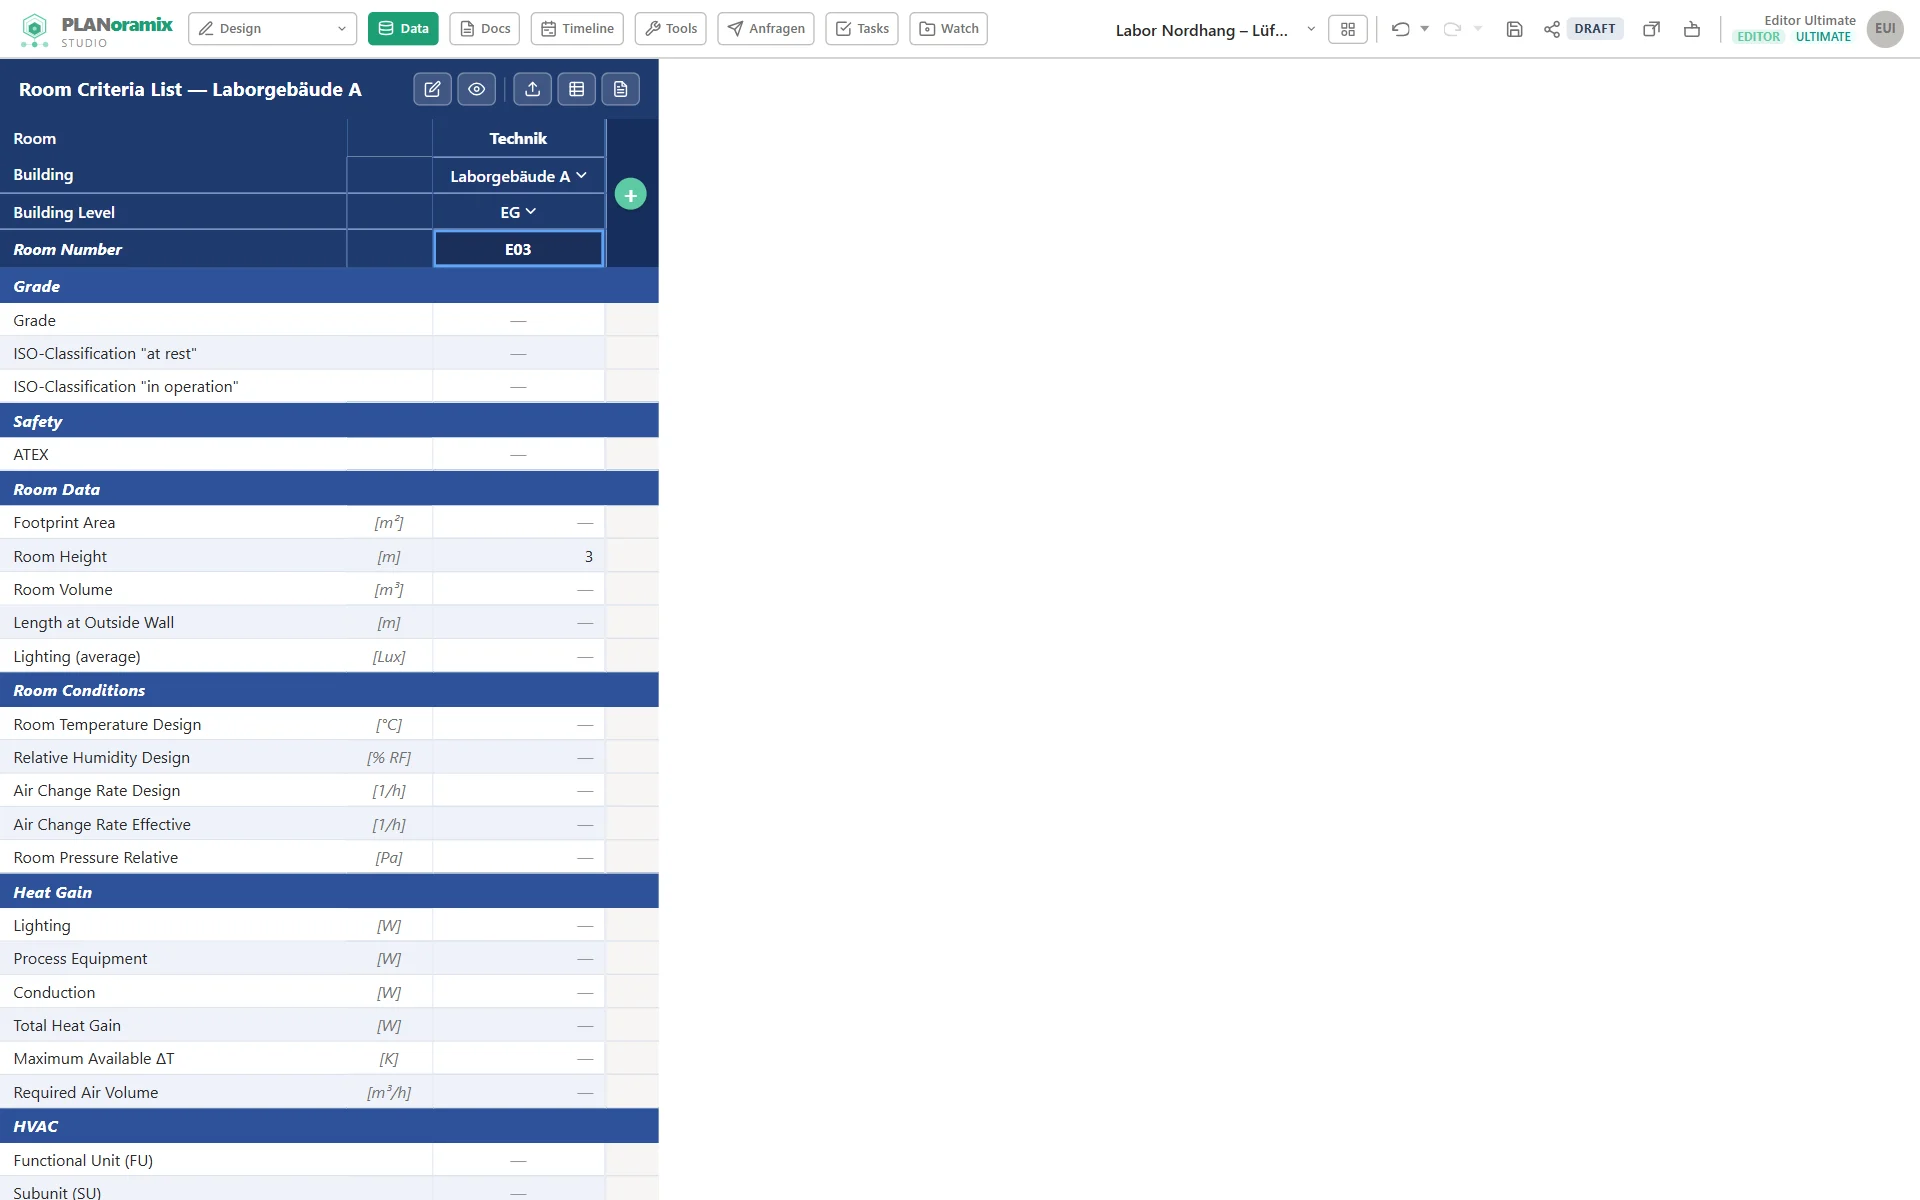 PLANoramix
STUDIO
Design
Data
Docs
Timeline
Tools
Anfragen
Tasks
Watch
Labor Nordhang – Lüf...
DRAFT
Editor Ultimate
EDITOR ULTIMATE
EUI
Room Criteria List — Laborgebäude A
Room Technik
Building Laborgebäude A
+
Building Level EG
Room Number E03
Grade
Grade —
ISO-Classification "at rest" —
ISO-Classification "in operation" —
Safety
ATEX —
Room Data
Footprint Area [m²] —
Room Height [m] 3
Room Volume [m³] —
Length at Outside Wall [m] —
Lighting (average) [Lux] —
Room Conditions
Room Temperature Design [°C] —
Relative Humidity Design [% RF] —
Air Change Rate Design [1/h] —
Air Change Rate Effective [1/h] —
Room Pressure Relative [Pa] —
Heat Gain
Lighting [W] —
Process Equipment [W] —
Conduction [W] —
Total Heat Gain [W] —
Maximum Available ΔT [K] —
Required Air Volume [m³/h] —
HVAC
Functional Unit (FU) —
Subunit (SU) —